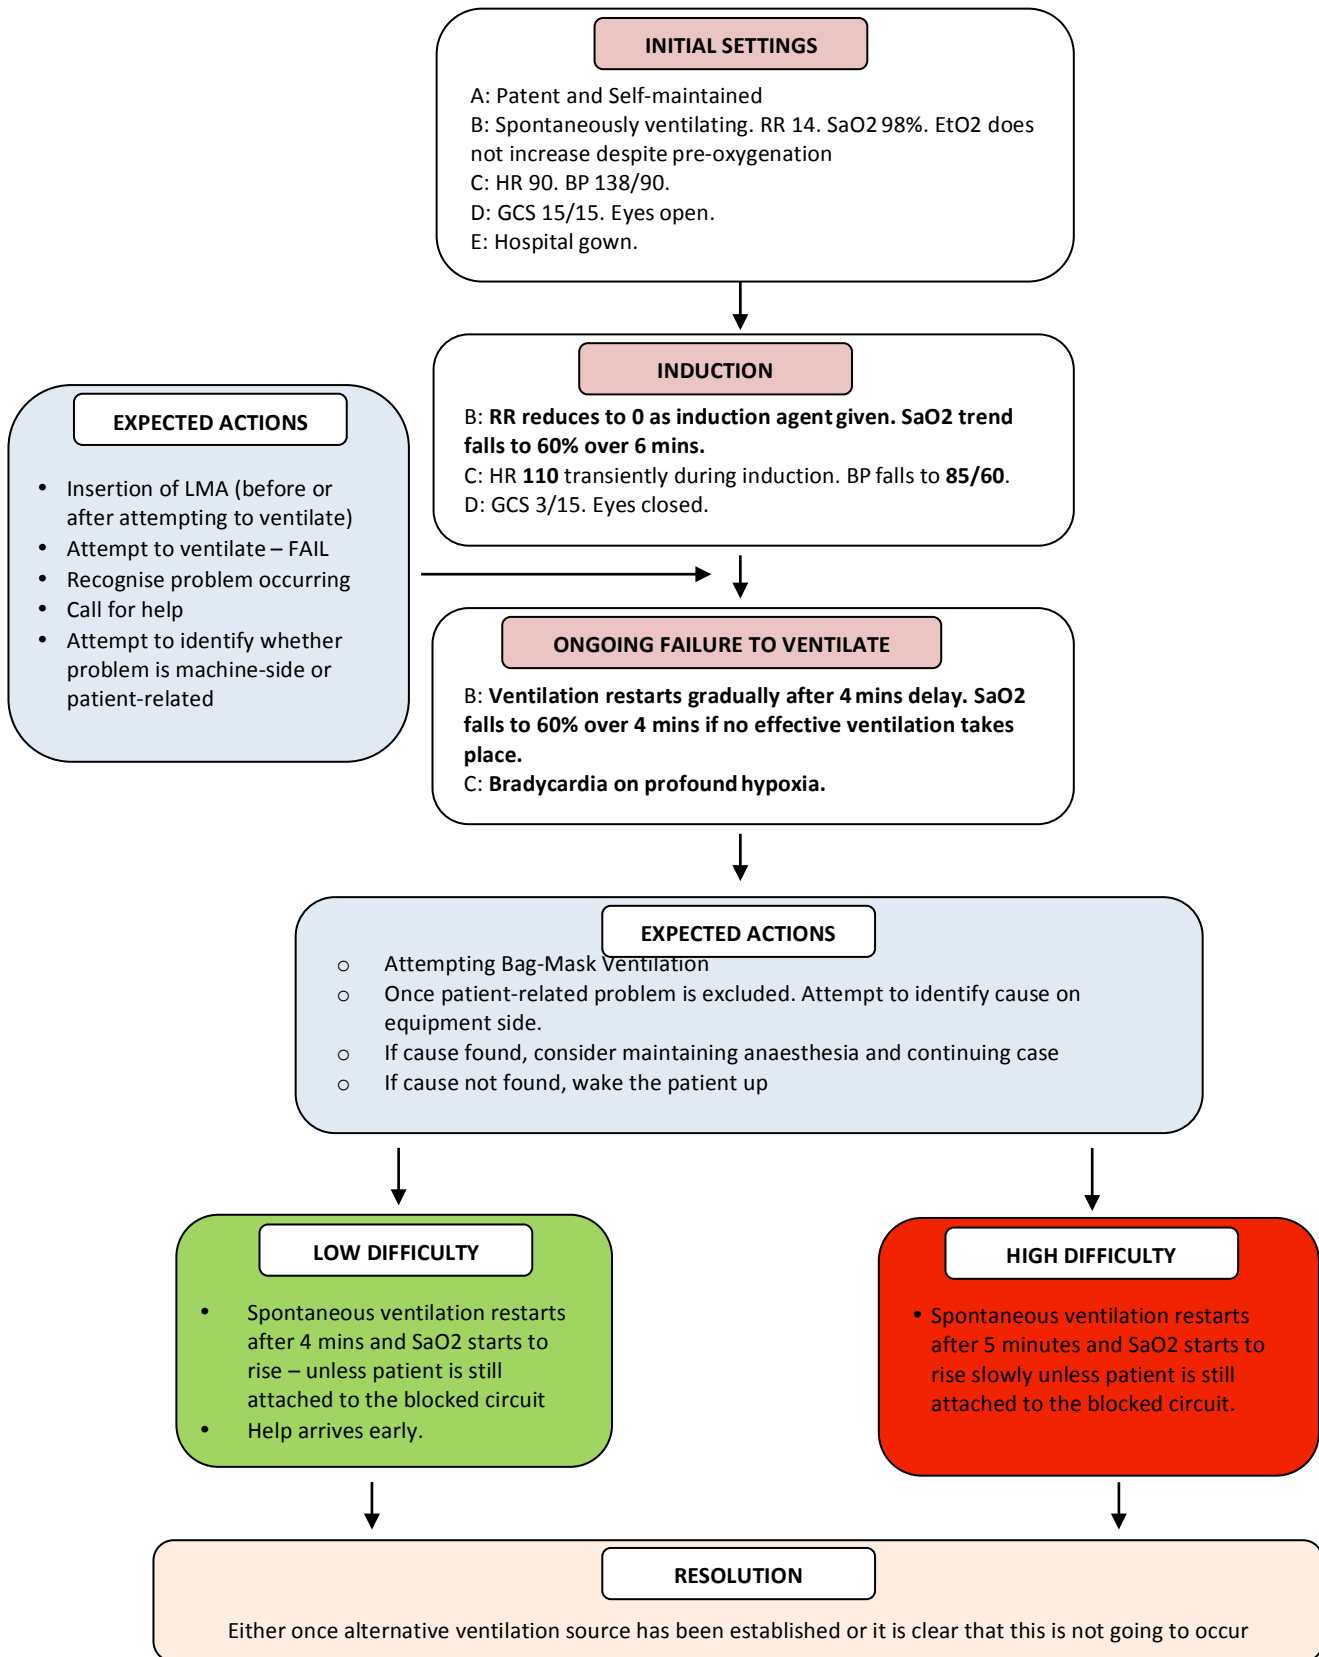 INITIAL SETTINGS
A: Patent and Self-maintained
B: Spontaneously ventilating. RR 14. SaO2 98%. EtO2 does
not increase despite pre-oxygenation
C: HR 90. BP 138/90.
D: GCS 15/15. Eyes open.
E: Hospital gown.
INDUCTION
B: RR reduces to 0 as induction agent given. SaO2 trend
falls to 60% over 6 mins.
C: HR 110 transiently during induction. BP falls to 85/60.
D: GCS 3/15. Eyes closed.
EXPECTED ACTIONS
• Insertion of LMA (before or
after attempting to ventilate)
• Attempt to ventilate – FAIL
• Recognise problem occurring
• Call for help
• Attempt to identify whether
problem is machine-side or
patient-related
ONGOING FAILURE TO VENTILATE
B: Ventilation restarts gradually after 4 mins delay. SaO2
falls to 60% over 4 mins if no effective ventilation takes
place.
C: Bradycardia on profound hypoxia.
EXPECTED ACTIONS
o Attempting Bag-Mask Ventilation
o Once patient-related problem is excluded. Attempt to identify cause on
equipment side.
o If cause found, consider maintaining anaesthesia and continuing case
o If cause not found, wake the patient up
LOW DIFFICULTY
• Spontaneous ventilation restarts
after 4 mins and SaO2 starts to
rise – unless patient is still
attached to the blocked circuit
• Help arrives early.
HIGH DIFFICULTY
• Spontaneous ventilation restarts
after 5 minutes and SaO2 starts to
rise slowly unless patient is still
attached to the blocked circuit.
RESOLUTION
Either once alternative ventilation source has been established or it is clear that this is not going to occur